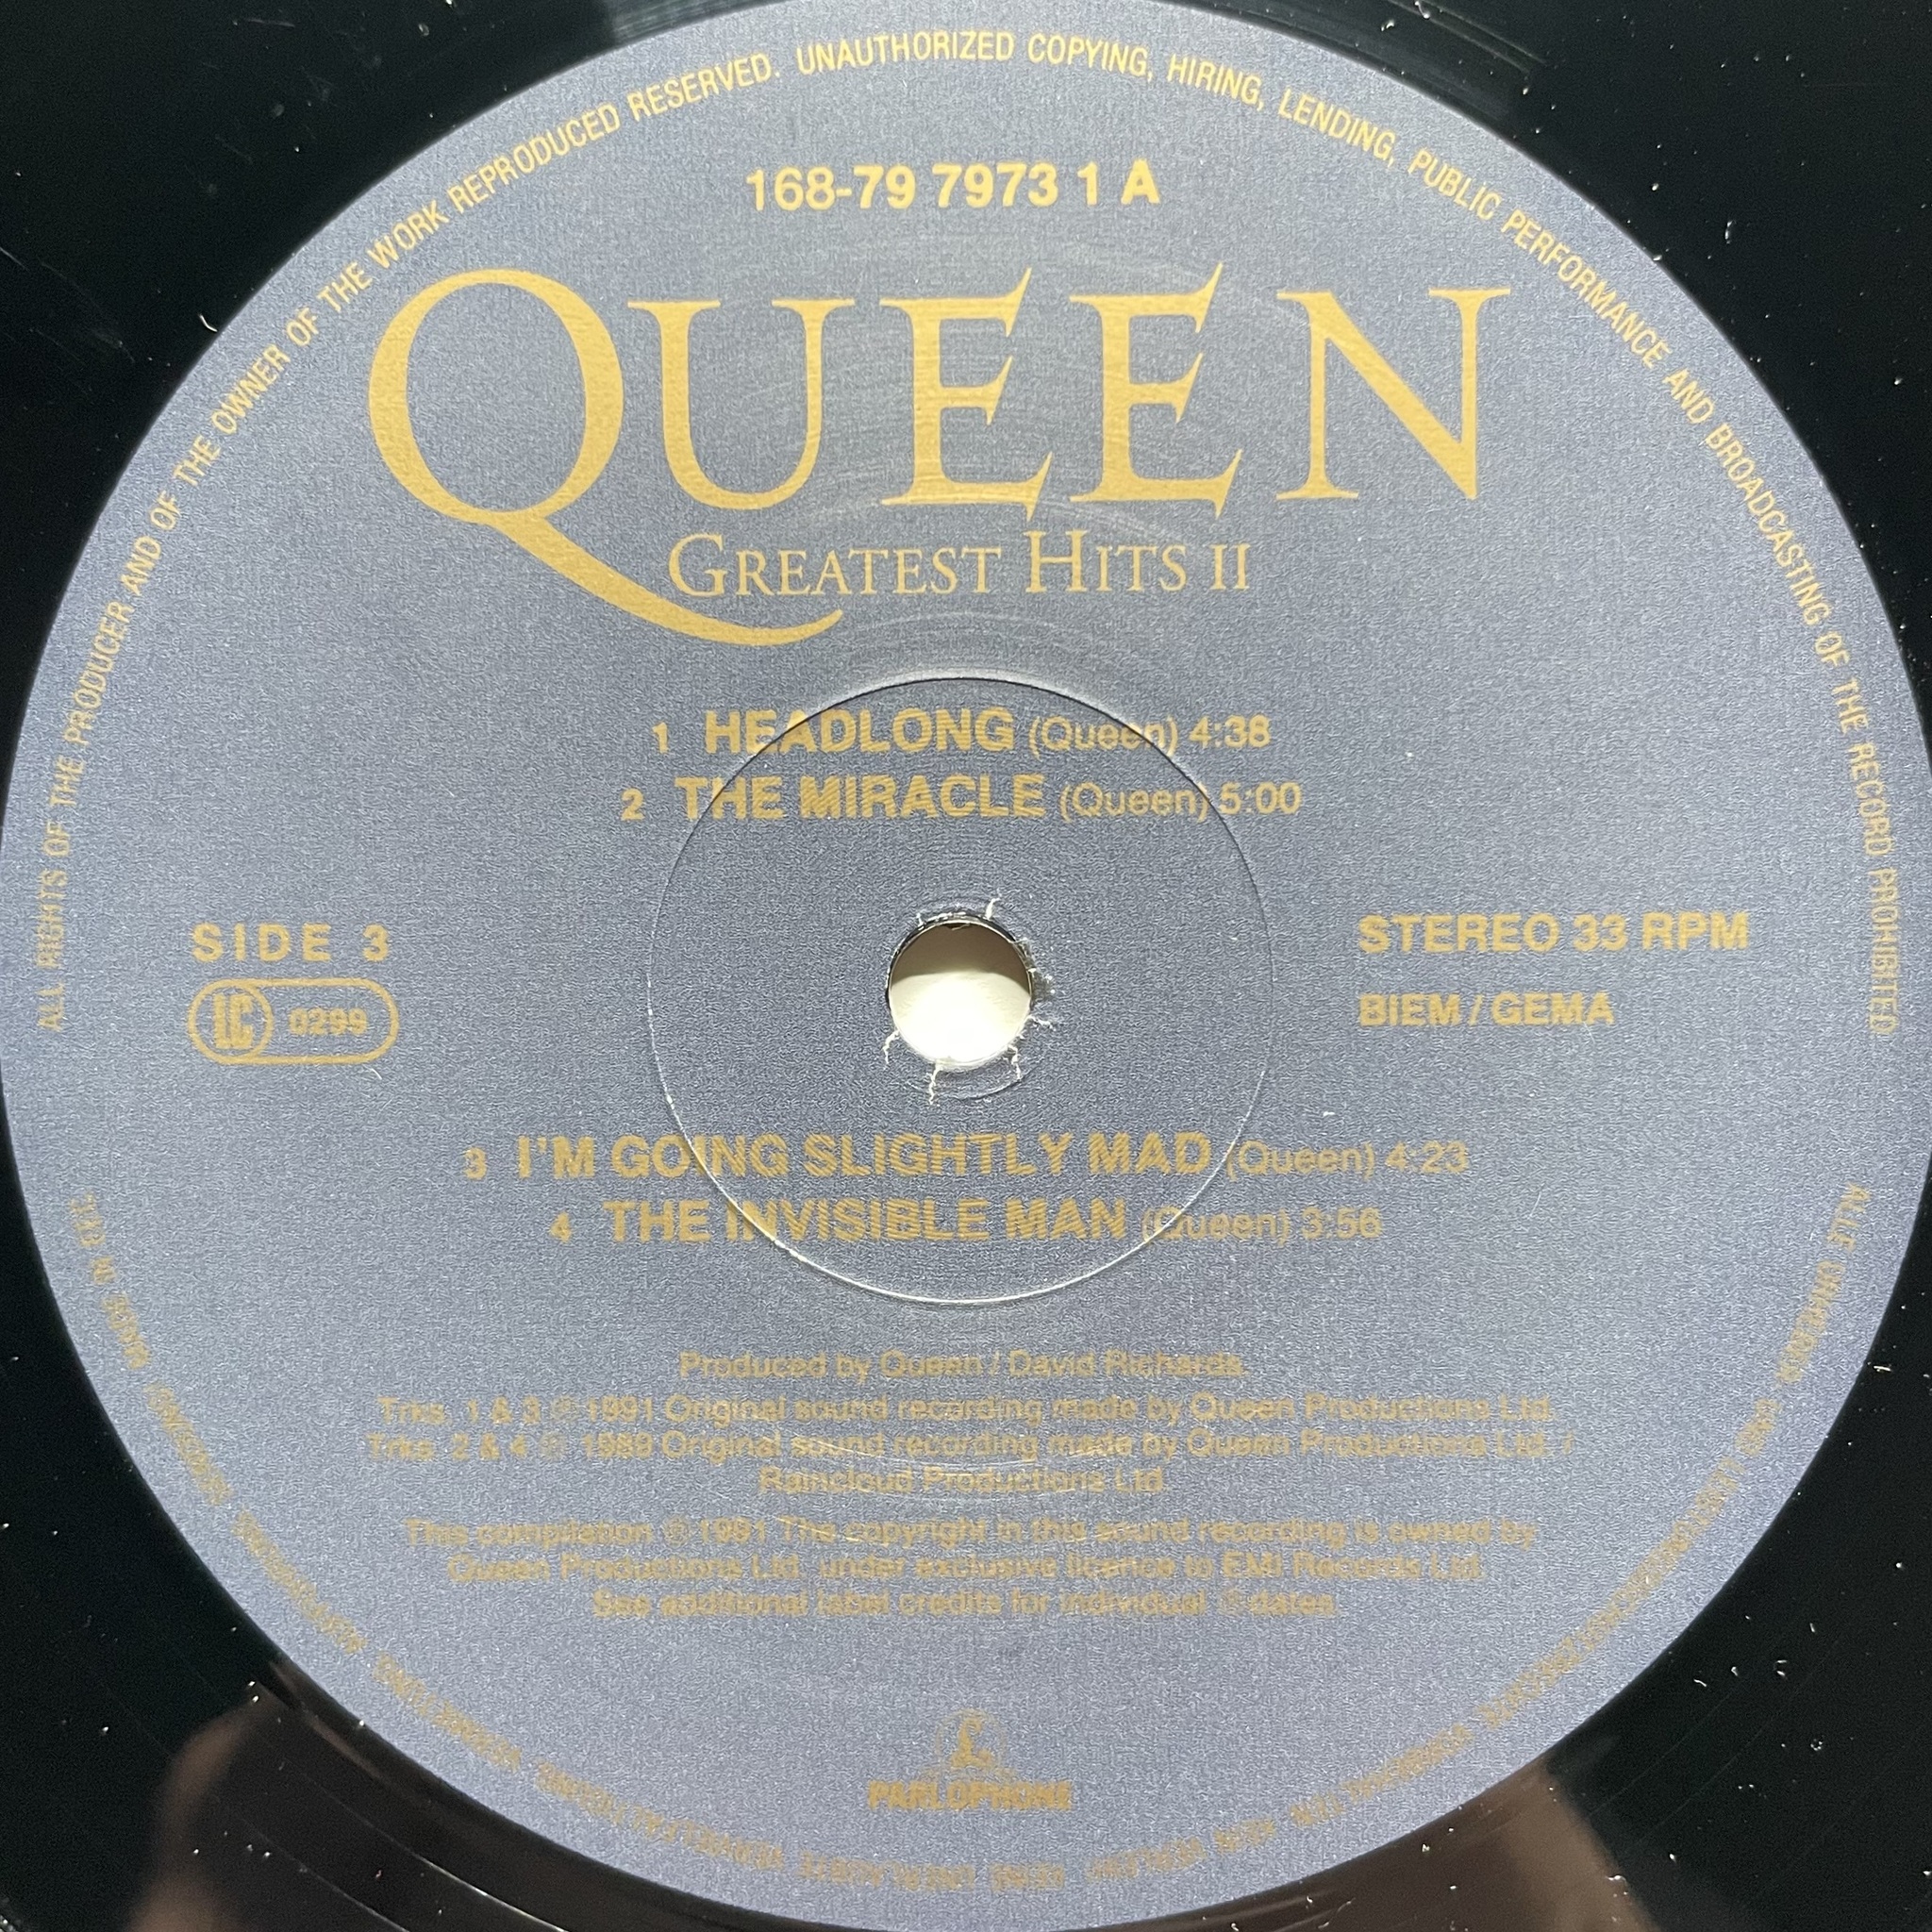 ALL RIGHTS OF THE PRODUCER AND OF THE OWNER OF THE WORK REPRODUCED RESERVED. UNAUTHORIZED COPYING, HIRING, LENDING, PUBLIC PERFORMANCE AND BROADCASTING OF THE RECORD PROHIBITED
168-79 7973 1 A
QUEEN
GREATEST HITS II
1 HEADLONG (Queen) 4:38
2 THE MIRACLE (Queen) 5:00
SIDE 3
LC 0299
STEREO 33 RPM
BIEM / GEMA
3 I'M GOING SLIGHTLY MAD (Queen) 4:23
4 THE INVISIBLE MAN (Queen) 3:56
Produced by Queen / David Richards.
Trks. 1 & 3 ℗ 1991 Original sound recording made by Queen Productions Ltd.
Trks. 2 & 4 ℗ 1989 Original sound recording made by Queen Productions Ltd. /
Raincloud Productions Ltd.
This compilation ℗ 1991 The copyright in this sound recording is owned by
Queen Productions Ltd. under exclusive licence to EMI Records Ltd.
See additional label credits for individual ℗ dates.
£
PARLOPHONE